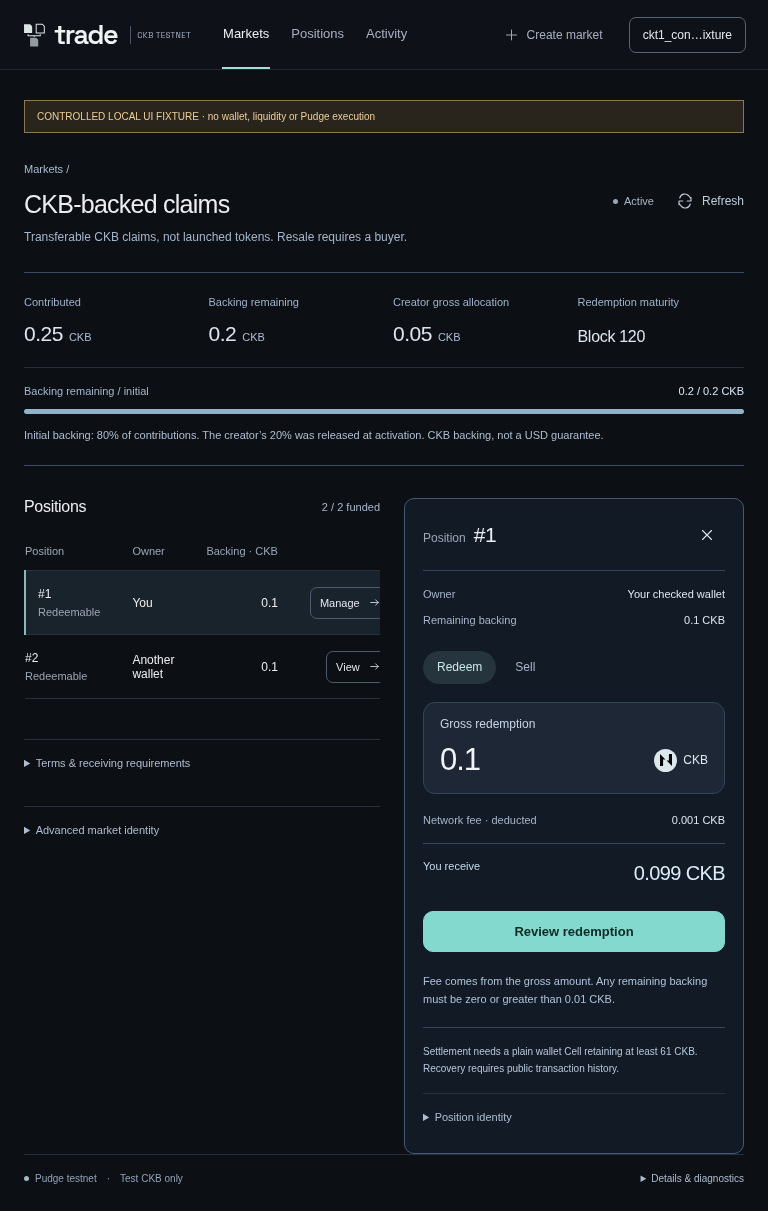 trade
CKB TESTNET
Markets
Positions
Activity
Create market
ckt1_con…ixture
CONTROLLED LOCAL UI FIXTURE · no wallet, liquidity or Pudge execution
Markets /
CKB-backed claims
Active
Refresh
Transferable CKB claims, not launched tokens. Resale requires a buyer.
Contributed
Backing remaining
Creator gross allocation
Redemption maturity
0.25 CKB
0.2 CKB
0.05 CKB
Block 120
Backing remaining / initial
0.2 / 0.2 CKB
Initial backing: 80% of contributions. The creator’s 20% was released at activation. CKB backing, not a USD guarantee.
Positions
2 / 2 funded
Position
Owner
Backing · CKB
#1
Redeemable
You
0.1
Manage
#2
Redeemable
Another
wallet
0.1
View
Terms & receiving requirements
Advanced market identity
Position #1
Owner
Your checked wallet
Remaining backing
0.1 CKB
Redeem
Sell
Gross redemption
0.1
CKB
Network fee · deducted
0.001 CKB
You receive
0.099 CKB
Review redemption
Fee comes from the gross amount. Any remaining backing
must be zero or greater than 0.01 CKB.
Settlement needs a plain wallet Cell retaining at least 61 CKB.
Recovery requires public transaction history.
Position identity
Pudge testnet · Test CKB only
Details & diagnostics